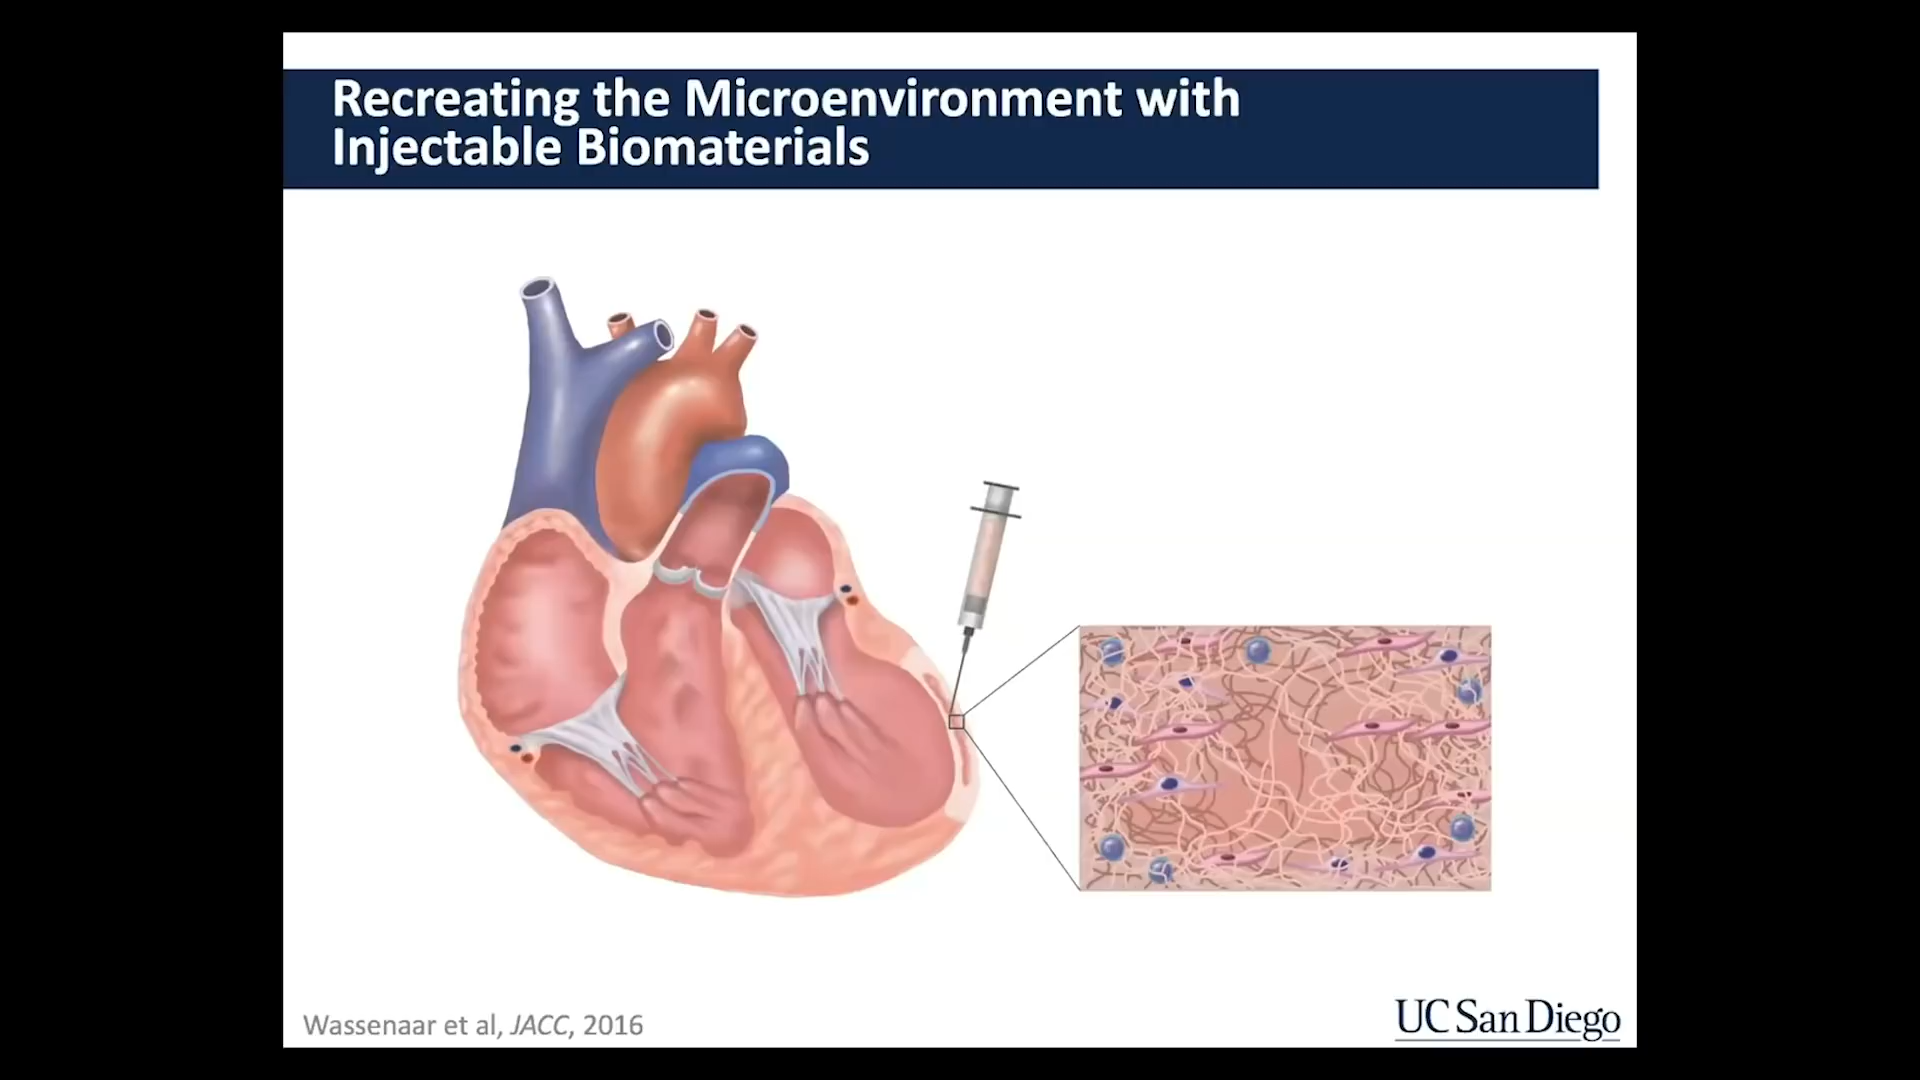 Recreating the Microenvironment with
Injectable Biomaterials
Wassenaar et al, JACC, 2016
UC San Diego